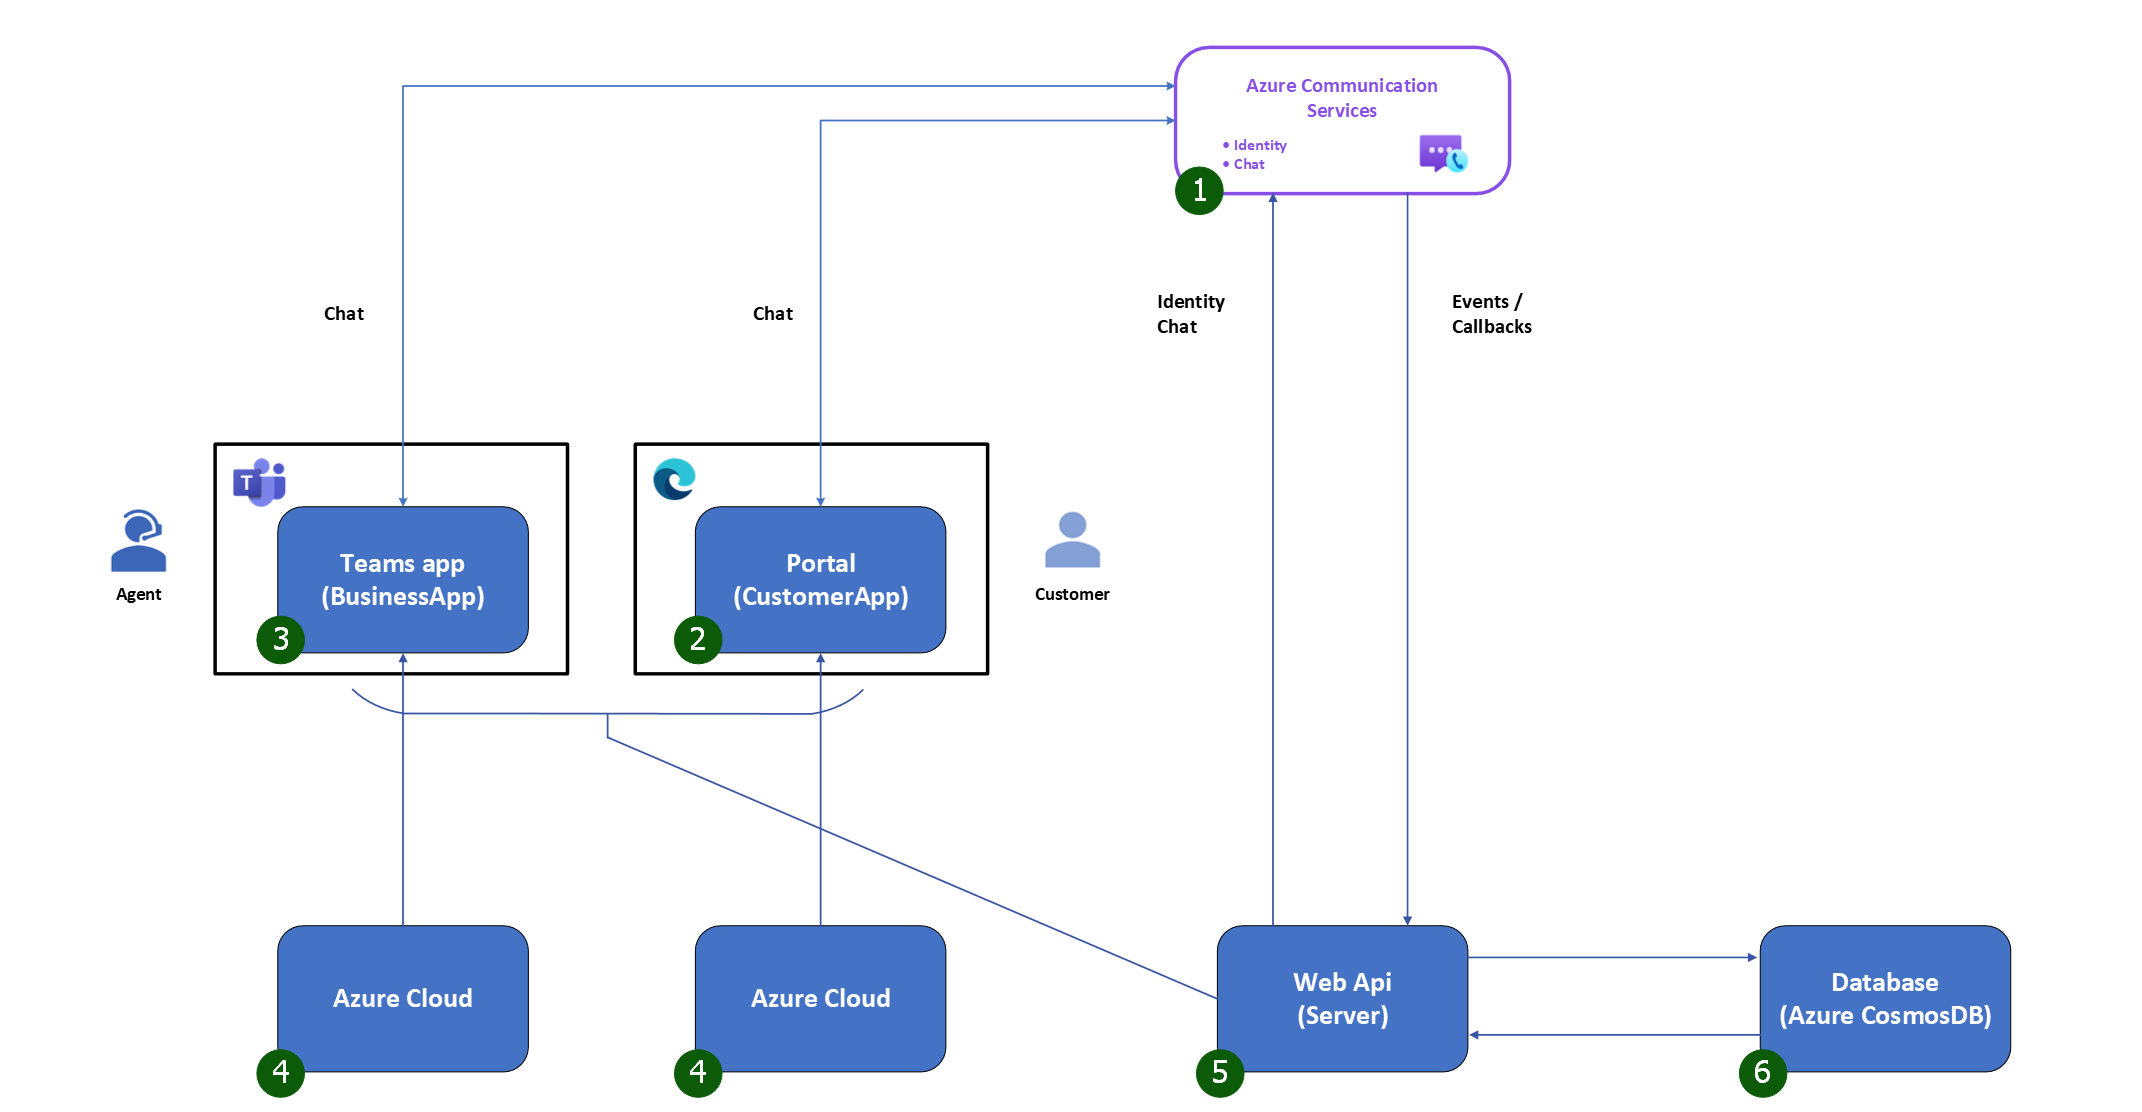 Azure Communication
Services
• Identity
• Chat
1
Chat
Chat
Identity
Chat
Events /
Callbacks
T
Agent
Teams app
(BusinessApp)
3
Portal
(CustomerApp)
2
Customer
Azure Cloud
4
Azure Cloud
4
Web Api
(Server)
5
Database
(Azure CosmosDB)
6